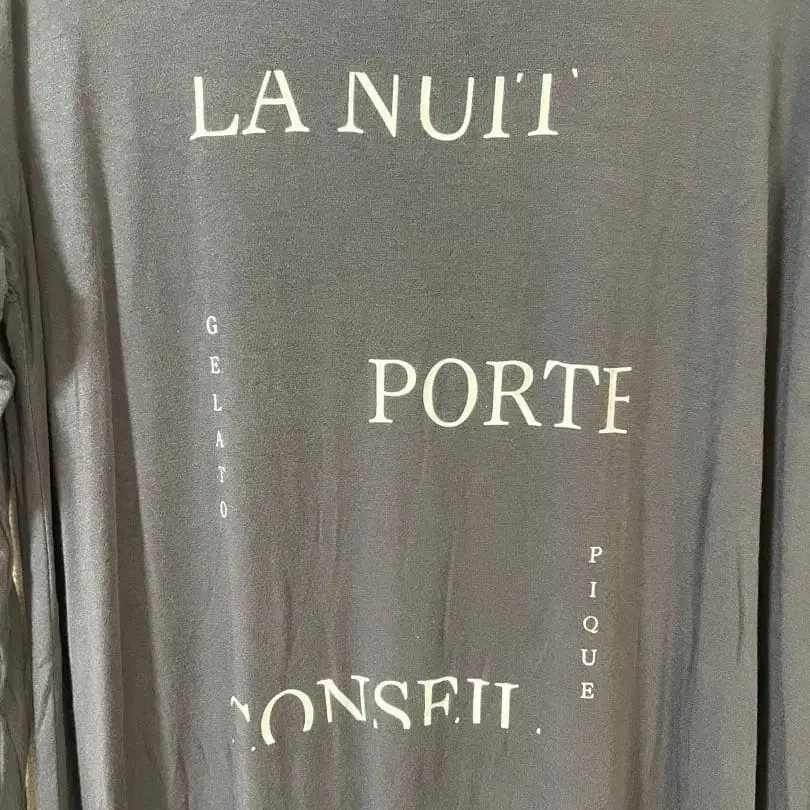 LA NUIT
GELATO
PORTE
PIQUE
CONSEIL.